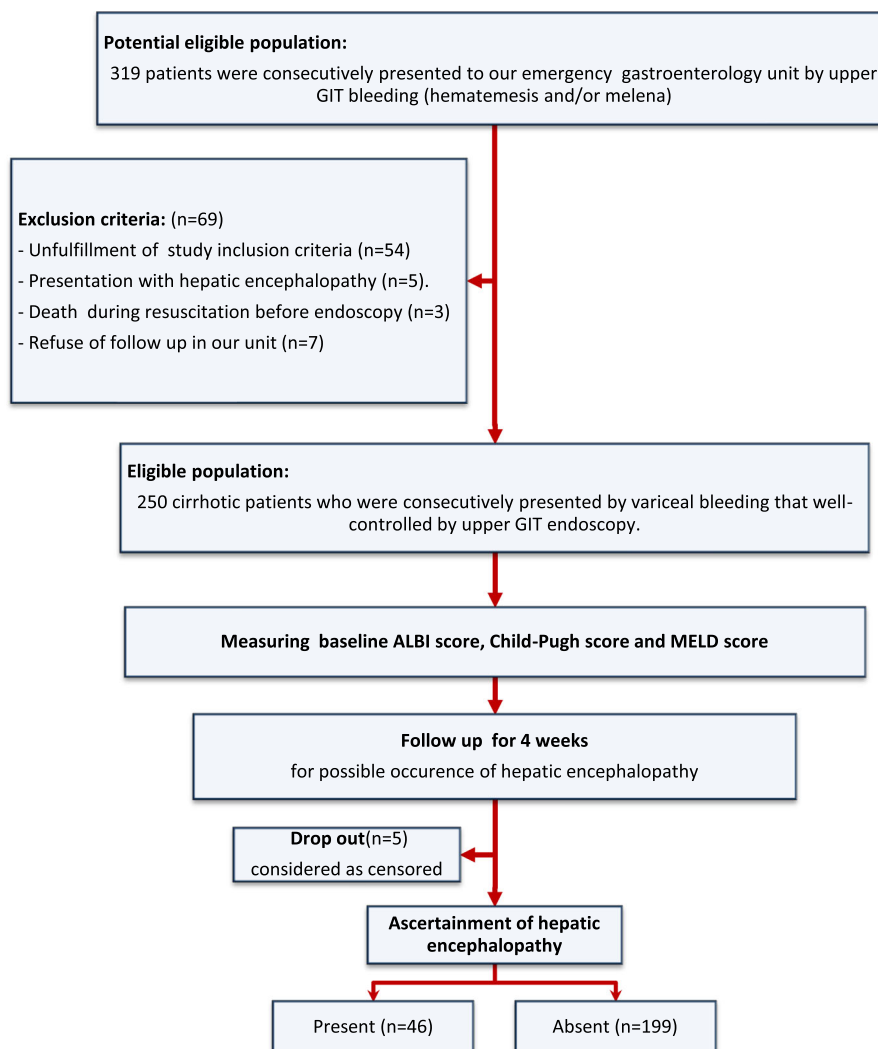 Potential eligible population:
319 patients were consecutively presented to our emergency gastroenterology unit by upper
GIT bleeding (hematemesis and/or melena)
Exclusion criteria: (n=69)
- Unfulfillment of study inclusion criteria (n=54)
- Presentation with hepatic encephalopathy (n=5).
- Death during resuscitation before endoscopy (n=3)
- Refuse of follow up in our unit (n=7)
Eligible population:
250 cirrhotic patients who were consecutively presented by variceal bleeding that well-
controlled by upper GIT endoscopy.
Measuring baseline ALBI score, Child-Pugh score and MELD score
Follow up for 4 weeks
for possible occurence of hepatic encephalopathy
Drop out(n=5)
considered as censored
Ascertainment of hepatic
encephalopathy
Present (n=46)
Absent (n=199)